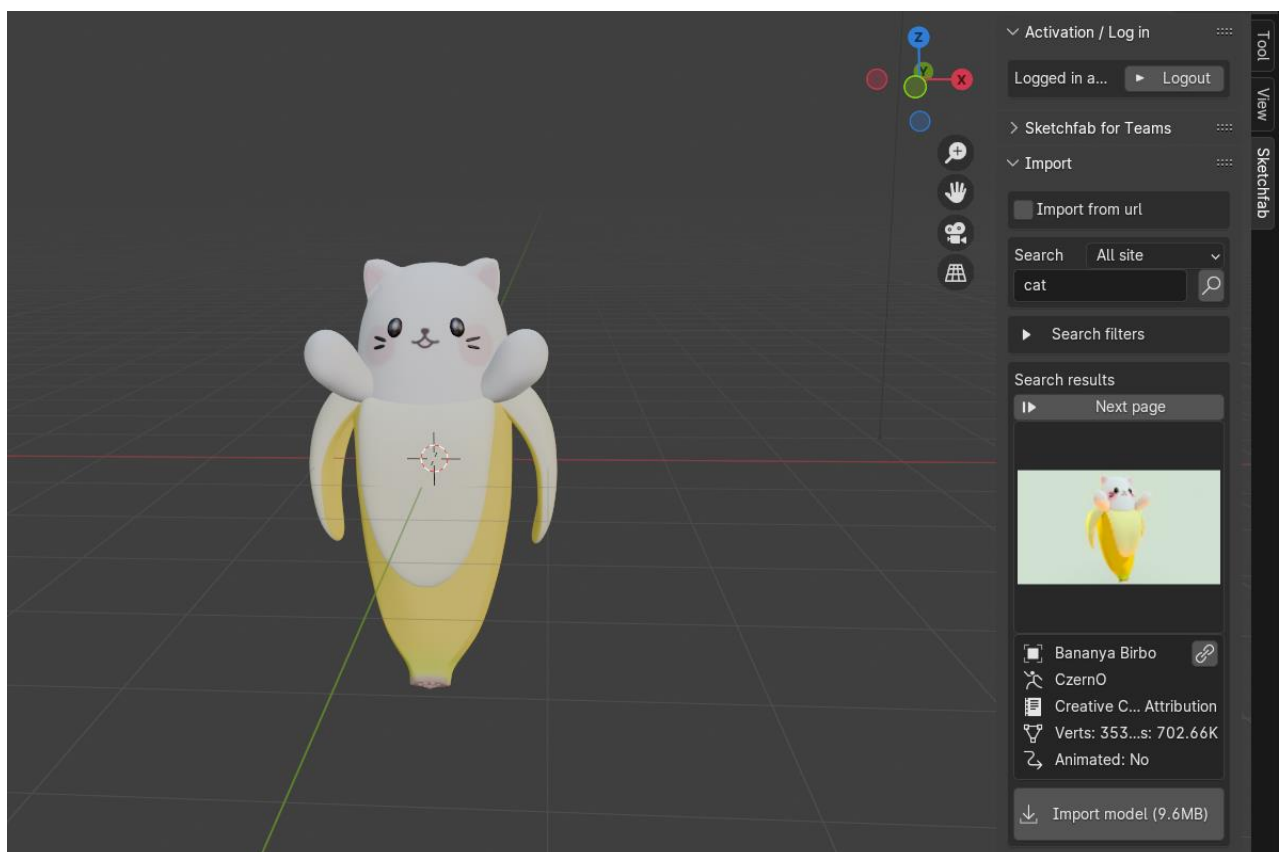 Z
Y
X
Activation / Log in
Logged in a...
Logout
Sketchfab for Teams
Import
Import from url
Search
All site
cat
Search filters
Search results
Next page
Bananya Birbo
CzernO
Creative C... Attribution
Verts: 353...s: 702.66K
Animated: No
Import model (9.6MB)
Tool
View
Sketchfab